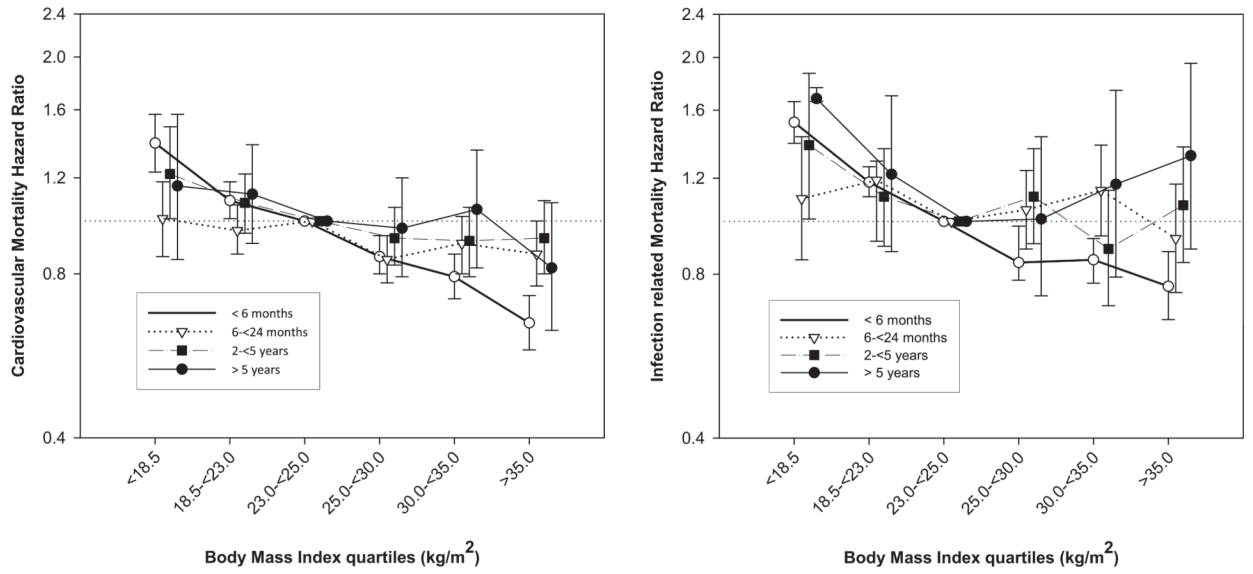 Cardiovascular Mortality Hazard Ratio
2.4
2.0
1.6
1.2
0.8
0.4
< 6 months
6-<24 months
2-<5 years
> 5 years
<18.5
18.5-<23.0
23.0-<25.0
25.0-<30.0
30.0-<35.0
>35.0
Body Mass Index quartiles (kg/m²)
Infection related Mortality Hazard Ratio
2.4
2.0
1.6
1.2
0.8
0.4
< 6 months
6-<24 months
2-<5 years
> 5 years
<18.5
18.5-<23.0
23.0-<25.0
25.0-<30.0
30.0-<35.0
>35.0
Body Mass Index quartiles (kg/m²)